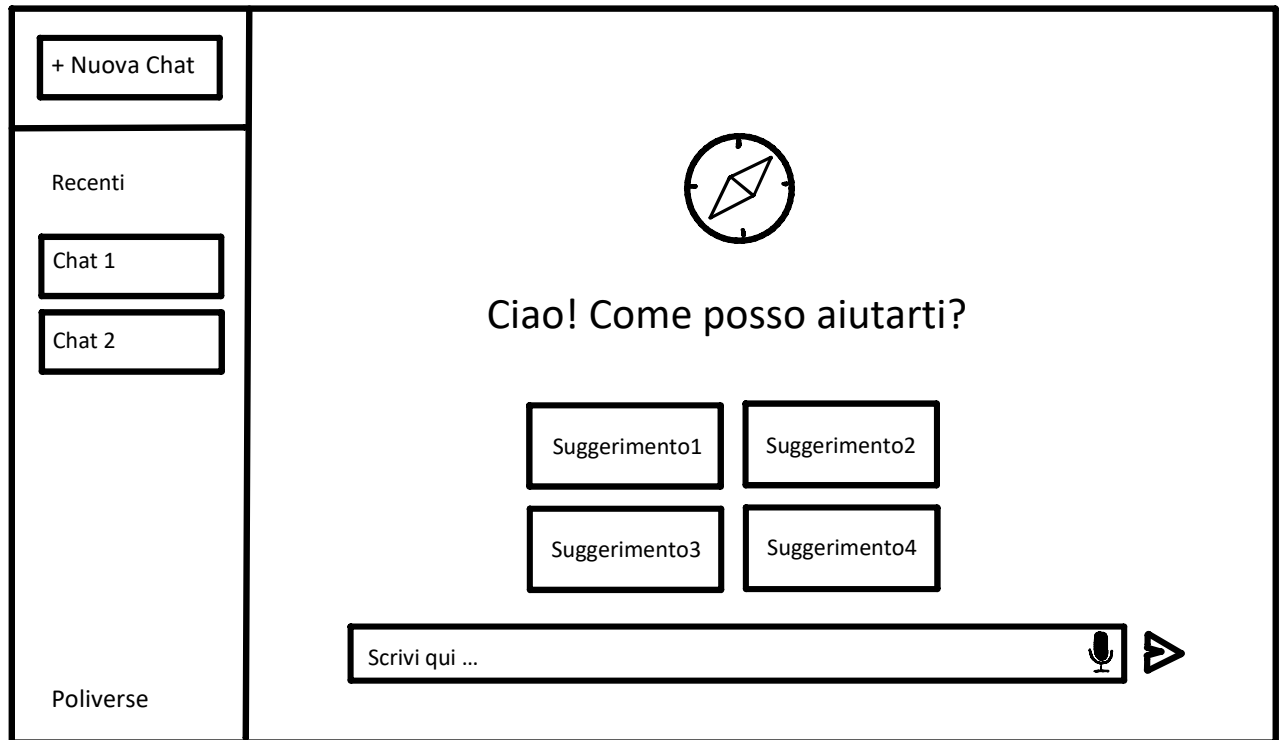 + Nuova Chat
Recenti
Chat 1
Chat 2
Poliverse
Ciao! Come posso aiutarti?
Suggerimento1
Suggerimento2
Suggerimento3
Suggerimento4
Scrivi qui ...